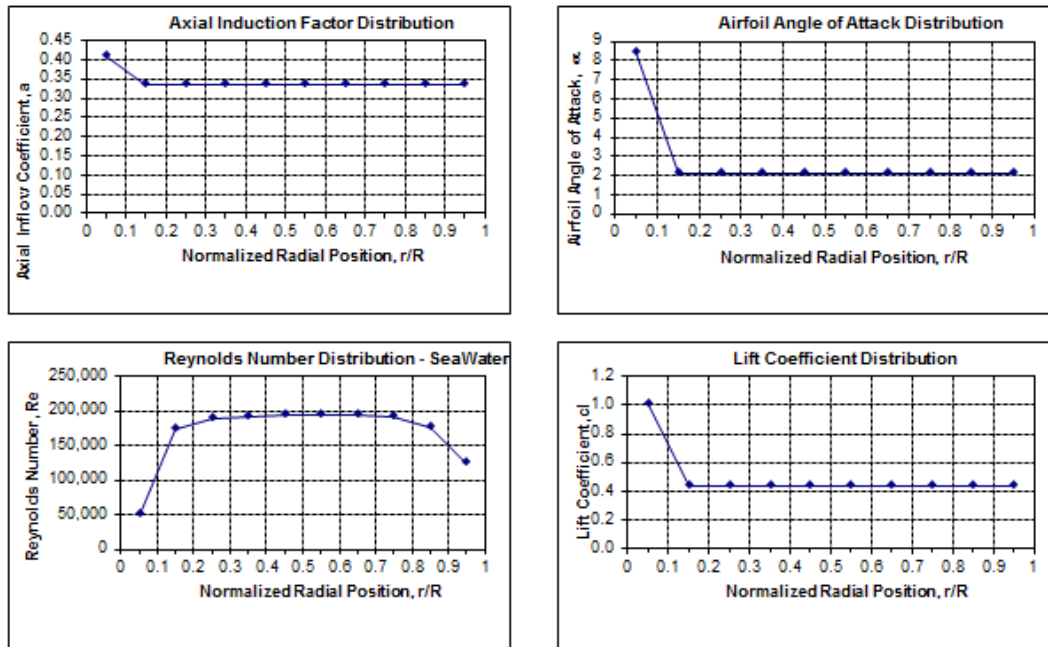 Axial Induction Factor Distribution
Axial Inflow Coefficient, a
0.45
0.40
0.35
0.30
0.25
0.20
0.15
0.10
0.05
0.00
0 0.1 0.2 0.3 0.4 0.5 0.6 0.7 0.8 0.9 1
Normalized Radial Position, r/R
Airfoil Angle of Attack Distribution
Airfoil Angle of Attack, ∝
9
8
7
6
5
4
3
2
1
0
0 0.1 0.2 0.3 0.4 0.5 0.6 0.7 0.8 0.9 1
Normalized Radial Position, r/R
Reynolds Number Distribution - SeaWater
Reynolds Number, Re
250,000
200,000
150,000
100,000
50,000
0
0 0.1 0.2 0.3 0.4 0.5 0.6 0.7 0.8 0.9 1
Normalized Radial Position, r/R
Lift Coefficient Distribution
Lift Coefficient, cl
1.2
1.0
0.8
0.6
0.4
0.2
0.0
0 0.1 0.2 0.3 0.4 0.5 0.6 0.7 0.8 0.9 1
Normalized Radial Position, r/R